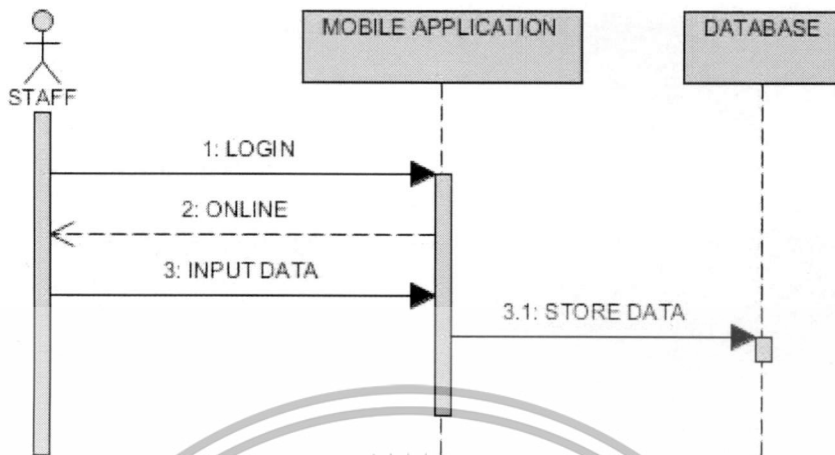 MOBILE APPLICATION
DATABASE
STAFF
1: LOGIN
2: ONLINE
3: INPUT DATA
3.1: STORE DATA